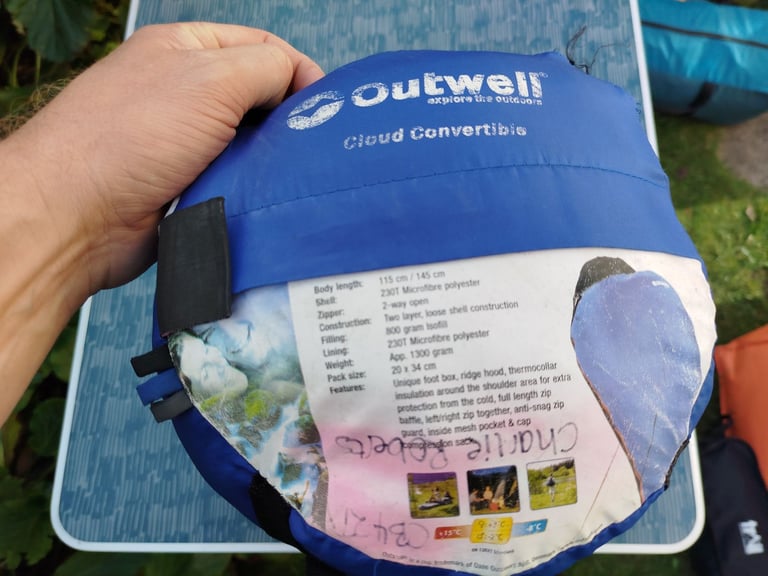 Outwell
explore the outdoors
Cloud Convertible
Body length: 115 cm / 145 cm
Shell: 230T Microfibre polyester
Zipper: 2-way open
Construction: Two layer, loose shell construction
Filling: 800 gram Isofill
Lining: 230T Microfibre polyester
Weight: App. 1300 gram
Pack size: 20 x 34 cm
Features: Unique foot box, ridge hood, thermocollar
insulation around the shoulder area for extra
protection from the cold, full length zip
baffle, left/right zip together, anti-snag zip
guard, inside mesh pocket & cap
compression sack
Charlie Roberts
+15°C
-8°C